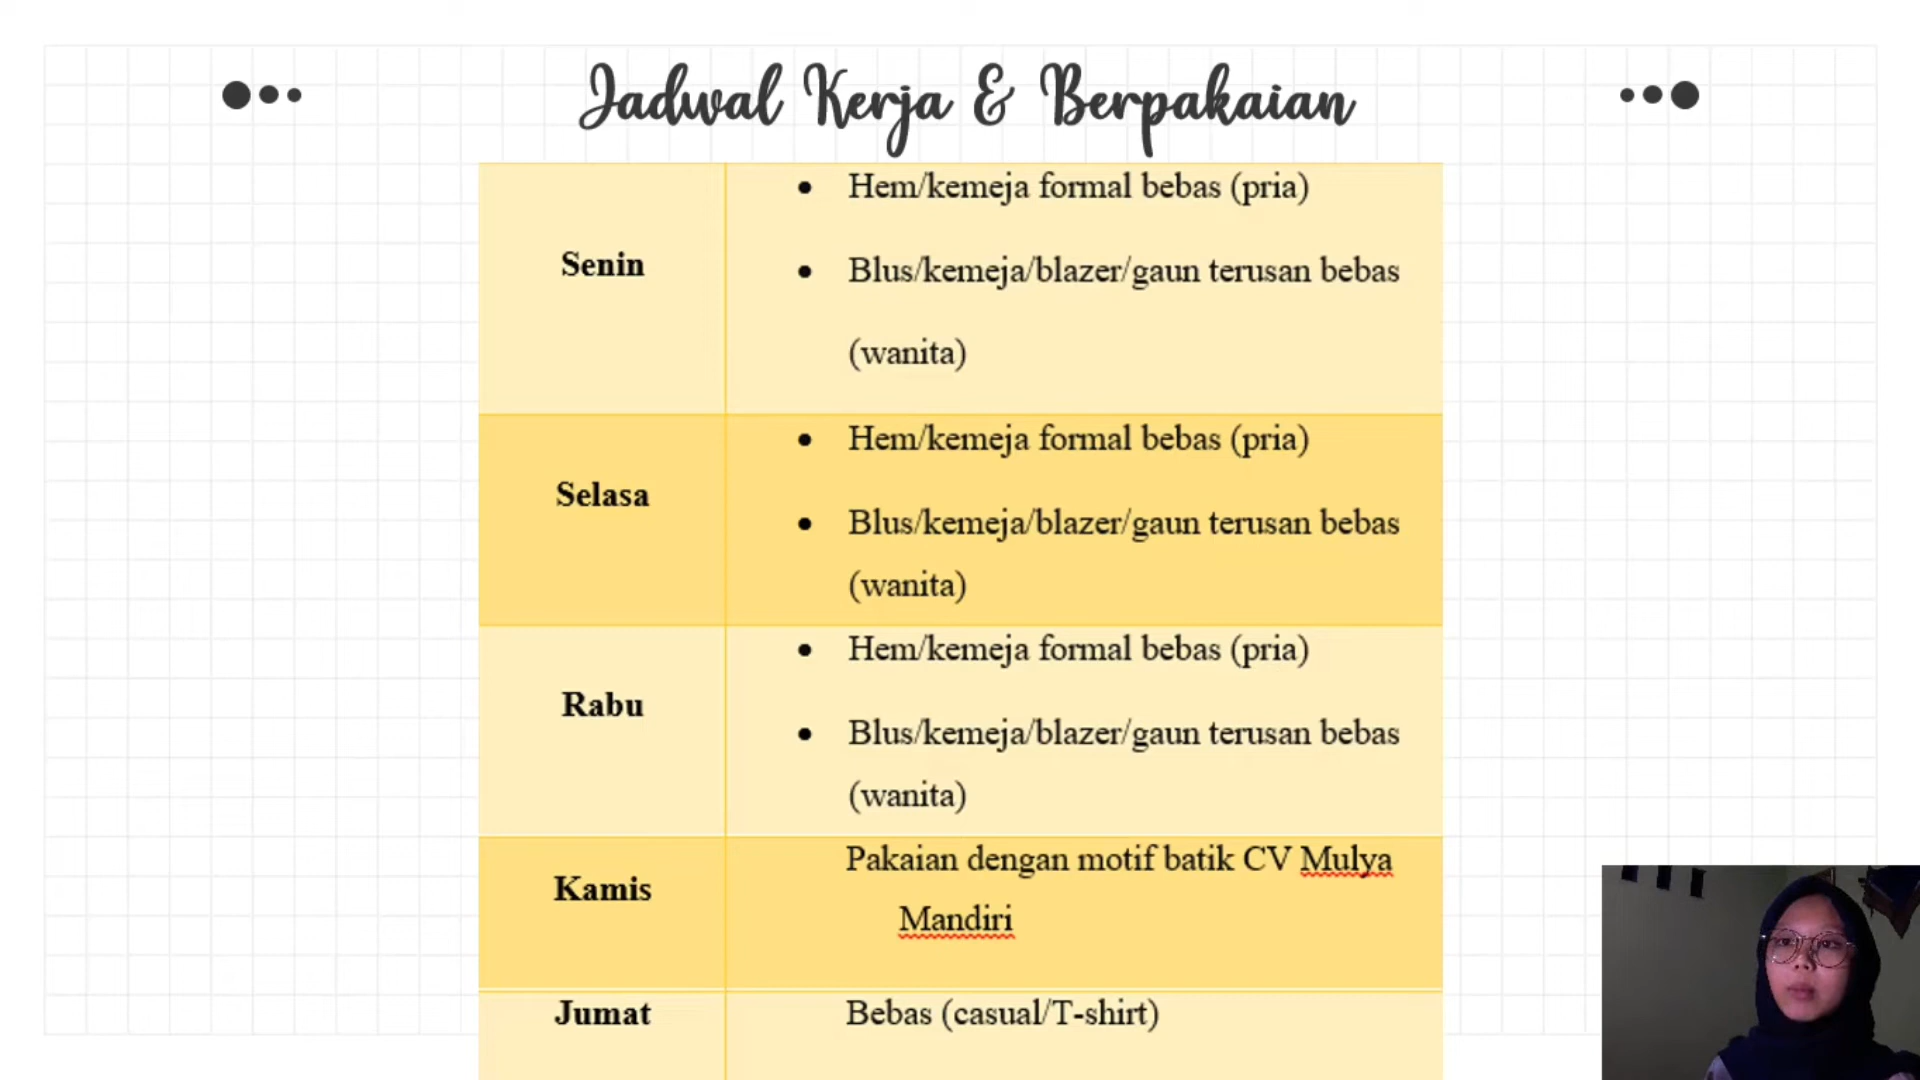 Jadwal Kerja & Berpakaian
Senin
Hem/kemeja formal bebas (pria)
Blus/kemeja/blazer/gaun terusan bebas
(wanita)
Selasa
Hem/kemeja formal bebas (pria)
Blus/kemeja/blazer/gaun terusan bebas
(wanita)
Rabu
Hem/kemeja formal bebas (pria)
Blus/kemeja/blazer/gaun terusan bebas
(wanita)
Kamis
Pakaian dengan motif batik CV Mulya
Mandiri
Jumat
Bebas (casual/T-shirt)